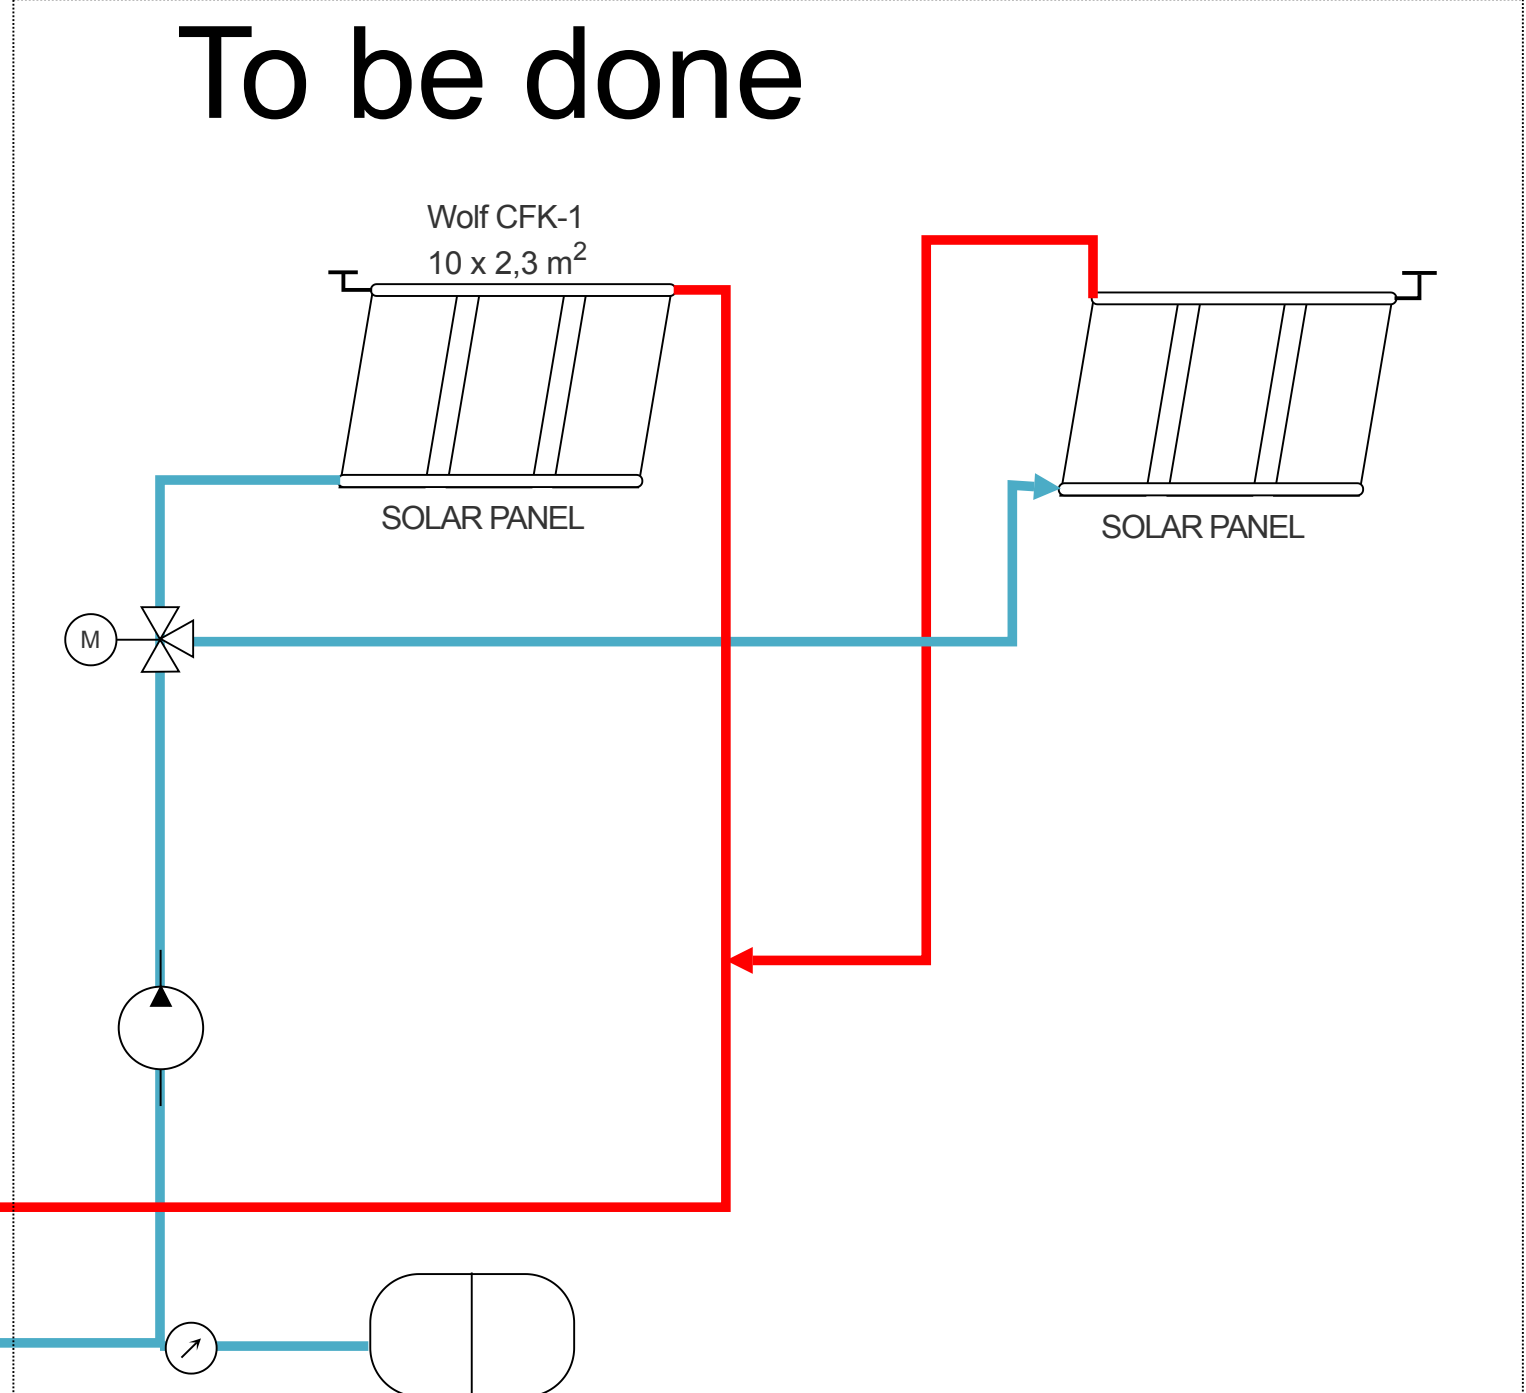 To be done
Wolf CFK-1
10 x 2,3 m²
SOLAR PANEL
SOLAR PANEL
M